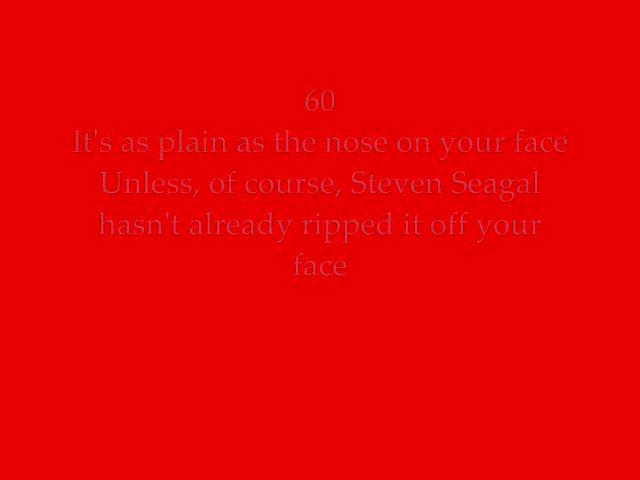 60
It's as plain as the nose on your face
Unless, of course, Steven Seagal
hasn't already ripped it off your
face